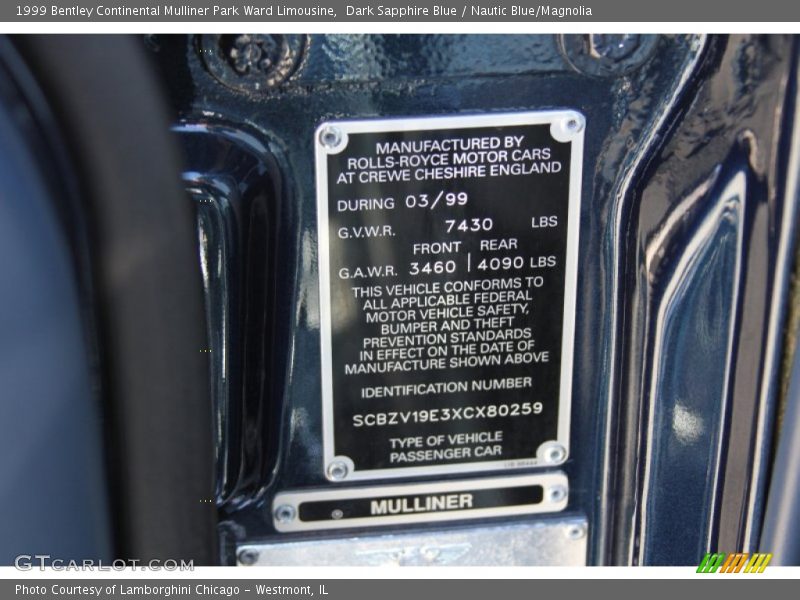 1999 Bentley Continental Mulliner Park Ward Limousine,  Dark Sapphire Blue / Nautic Blue/Magnolia
MANUFACTURED BY
ROLLS-ROYCE MOTOR CARS
AT CREWE CHESHIRE ENGLAND
DURING 03/99
G.V.W.R. 7430 LBS
FRONT REAR
G.A.W.R. 3460 | 4090 LBS
THIS VEHICLE CONFORMS TO
ALL APPLICABLE FEDERAL
MOTOR VEHICLE SAFETY,
BUMPER AND THEFT
PREVENTION STANDARDS
IN EFFECT ON THE DATE OF
MANUFACTURE SHOWN ABOVE
IDENTIFICATION NUMBER
SCBZV19E3XCX80259
TYPE OF VEHICLE
PASSENGER CAR
® MULLINER
GTCARLOT.COM
Photo Courtesy of Lamborghini Chicago - Westmont, IL